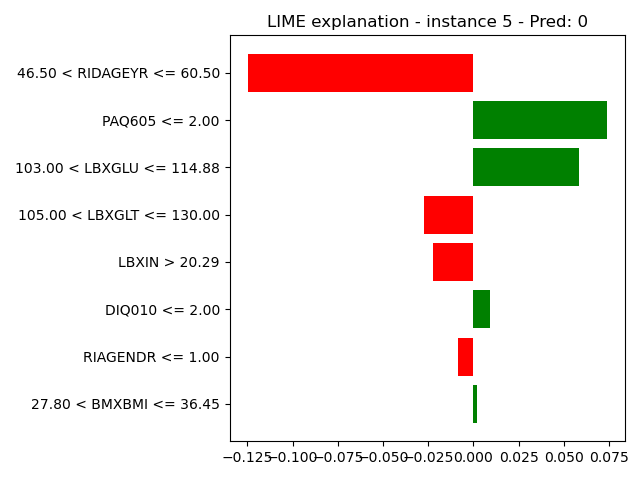 LIME explanation - instance 5 - Pred: 0
46.50 < RIDAGEYR <= 60.50
PAQ605 <= 2.00
103.00 < LBXGLU <= 114.88
105.00 < LBXGLT <= 130.00
LBXIN > 20.29
DIQ010 <= 2.00
RIAGENDR <= 1.00
27.80 < BMXBMI <= 36.45
−0.125 −0.100 −0.075 −0.050 −0.025 0.000 0.025 0.050 0.075